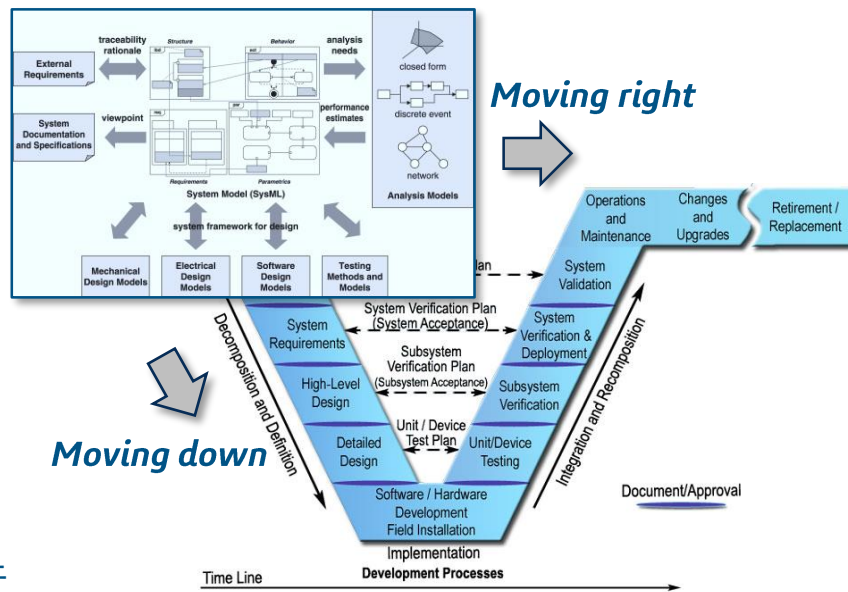 traceability
rationale
Structure
Behavior
analysis
needs
External
Requirements
closed form
System
Documentation
and Specifications
viewpoint
performance
estimates
discrete event
network
Requirements
Parametrics
System Model (SysML)
Analysis Models
system framework for design
Mechanical
Design Models
Electrical
Design Models
Software
Design Models
Testing
Methods and
Models
Moving right
Operations
and
Maintenance
Changes
and
Upgrades
Retirement /
Replacement
System
Validation
System
Requirements
System Verification Plan
(System Acceptance)
System
Verification &
Deployment
High-Level
Design
Subsystem
Verification Plan
(Subsystem Acceptance)
Subsystem
Verification
Detailed
Design
Unit / Device
Test Plan
Unit/Device
Testing
Decomposition and Definition
Integration and Recomposition
Moving down
Software / Hardware
Development
Field Installation
Document/Approval
Implementation
Development Processes
Time Line